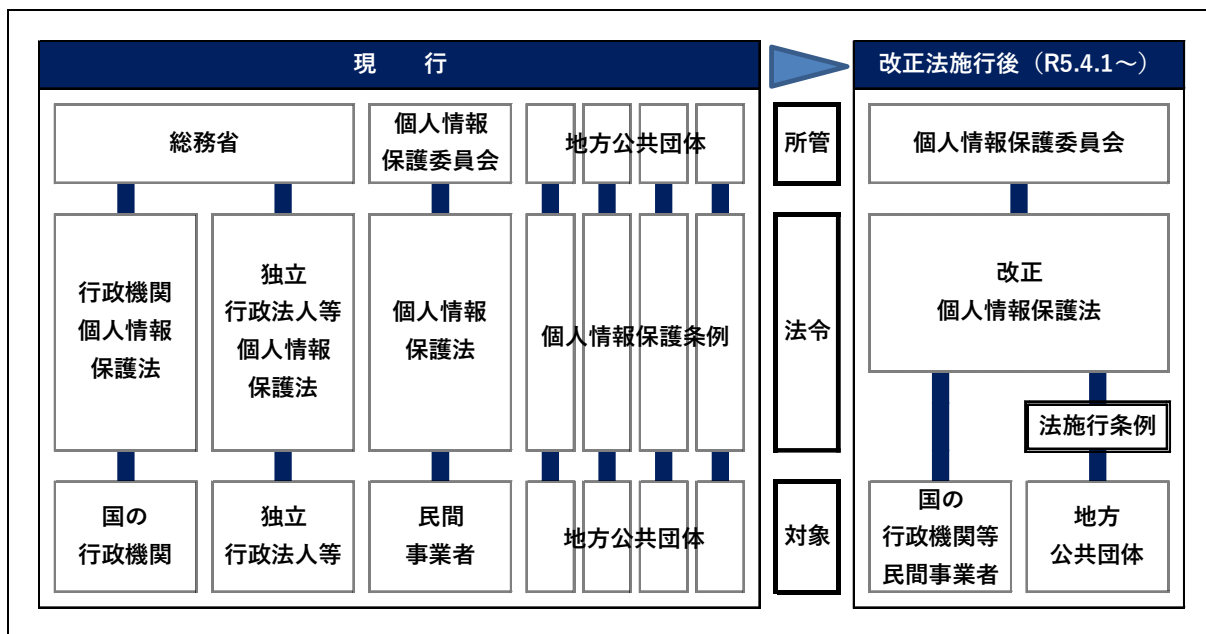 現　行
改正法施行後（R5.4.1～）
総務省
個人情報
保護委員会
地方公共団体
所管
個人情報保護委員会
行政機関
個人情報
保護法
独立
行政法人等
個人情報
保護法
個人情報
保護法
個人情報保護条例
法令
改正
個人情報保護法
法施行条例
国の
行政機関
独立
行政法人等
民間
事業者
地方公共団体
対象
国の
行政機関等
民間事業者
地方
公共団体